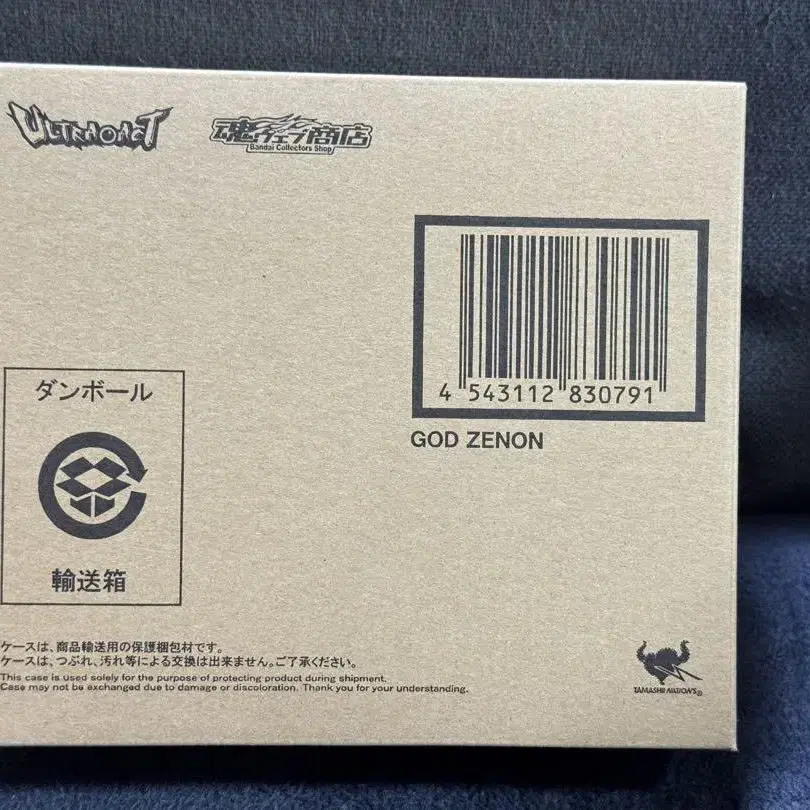 ULTRA-ACT
魂ウェブ商店
Bandai Collectors Shop
4 543112 830791
GOD ZENON
ダンボール
輸送箱
ケースは、商品輸送用の保護梱包材です。
ケースは、つぶれ、汚れ等による交換は出来ません。ご了承ください。
This case is used solely for the purpose of protecting product during shipment.
Case may not be exchanged due to damage or discoloration. Thank you for your understanding.
TAMASHII NATIONS